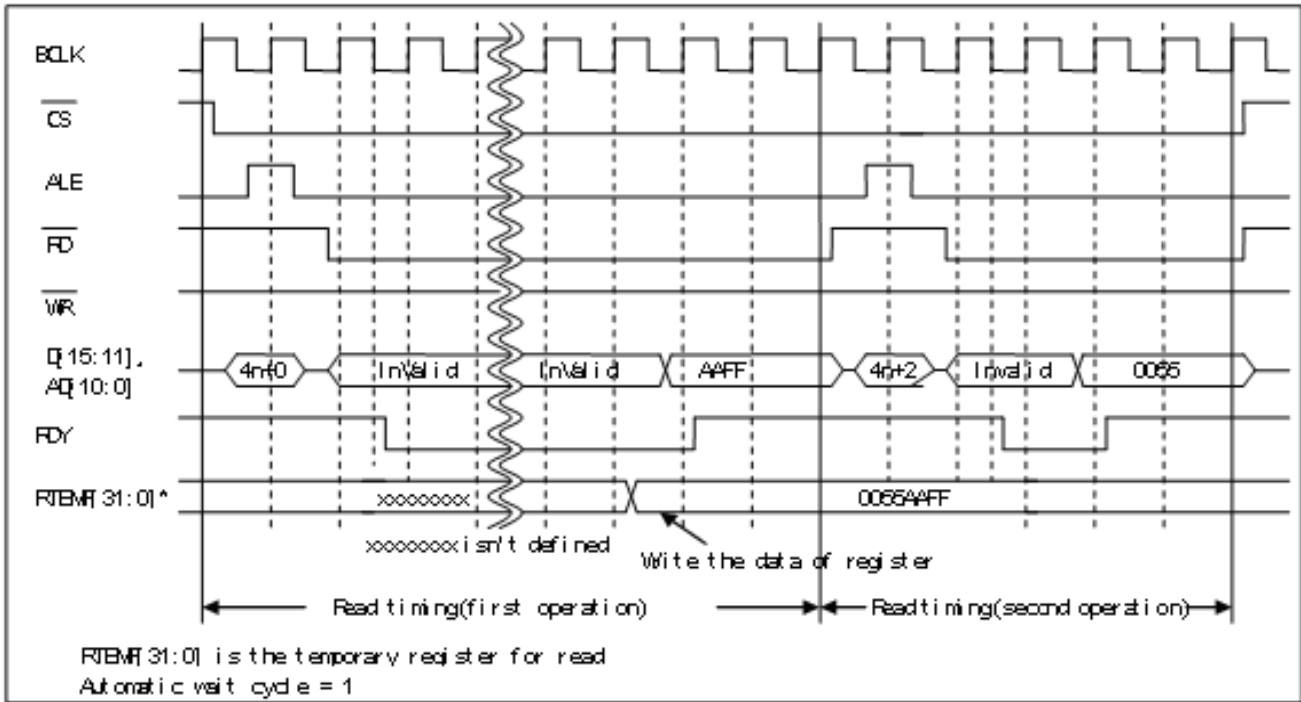 BCLK
CS
ALE
RD
WR
D[15:11],
AD[10:0]
4n+0
InValid
InValid
AAFF
4n+2
Invalid
0055
RDY
RTEMP[31:0]*
xxxxxxxx
0055AAFF
xxxxxxxx isn't defined
Write the data of register
Read timing(first operation)
Read timing(second operation)
RTEMP[31:0] is the temporary register for read
Automatic wait cycle = 1